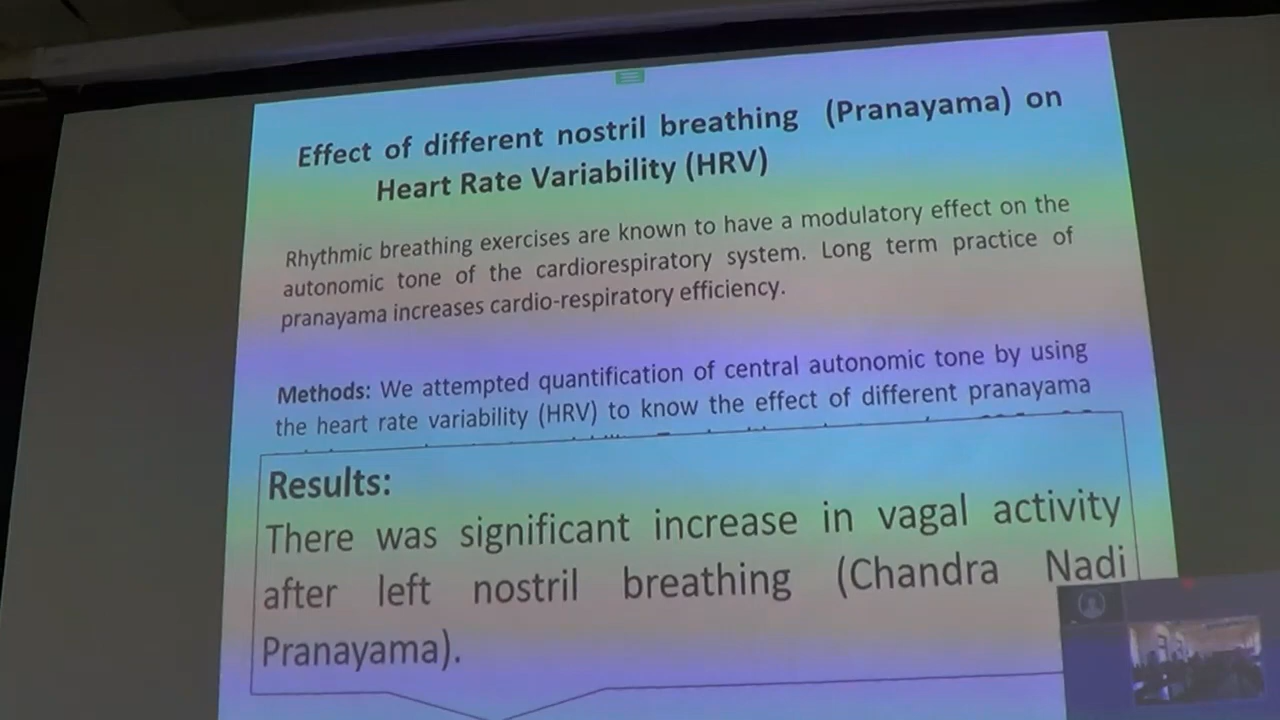 Effect of different nostril breathing (Pranayama) on
Heart Rate Variability (HRV)
Rhythmic breathing exercises are known to have a modulatory effect on the
autonomic tone of the cardiorespiratory system. Long term practice of
pranayama increases cardio-respiratory efficiency.
Methods: We attempted quantification of central autonomic tone by using
the heart rate variability (HRV) to know the effect of different pranayama
Results:
There was significant increase in vagal activity
after left nostril breathing (Chandra Nadi
Pranayama).